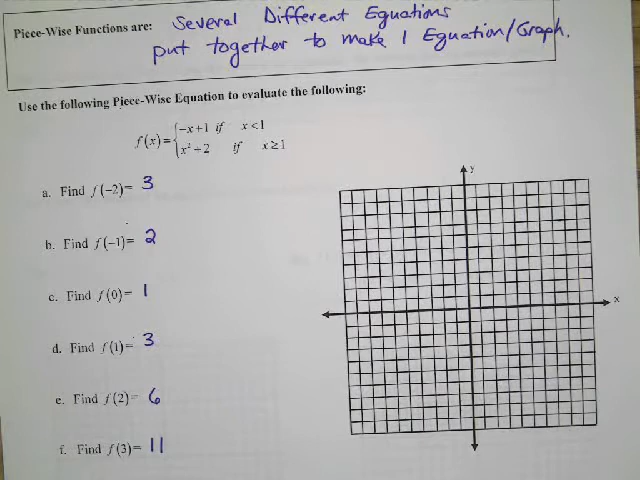 Piece-Wise Functions are: Several Different Equations
put together to make 1 Equation/Graph.
Use the following Piece-Wise Equation to evaluate the following:
f(x)={−x+1 if x<1
x²+2 if x≥1
a. Find f(−2)= 3
b. Find f(−1)= 2
c. Find f(0)= 1
d. Find f(1)= 3
e. Find f(2)= 6
f. Find f(3)= 11
y
x